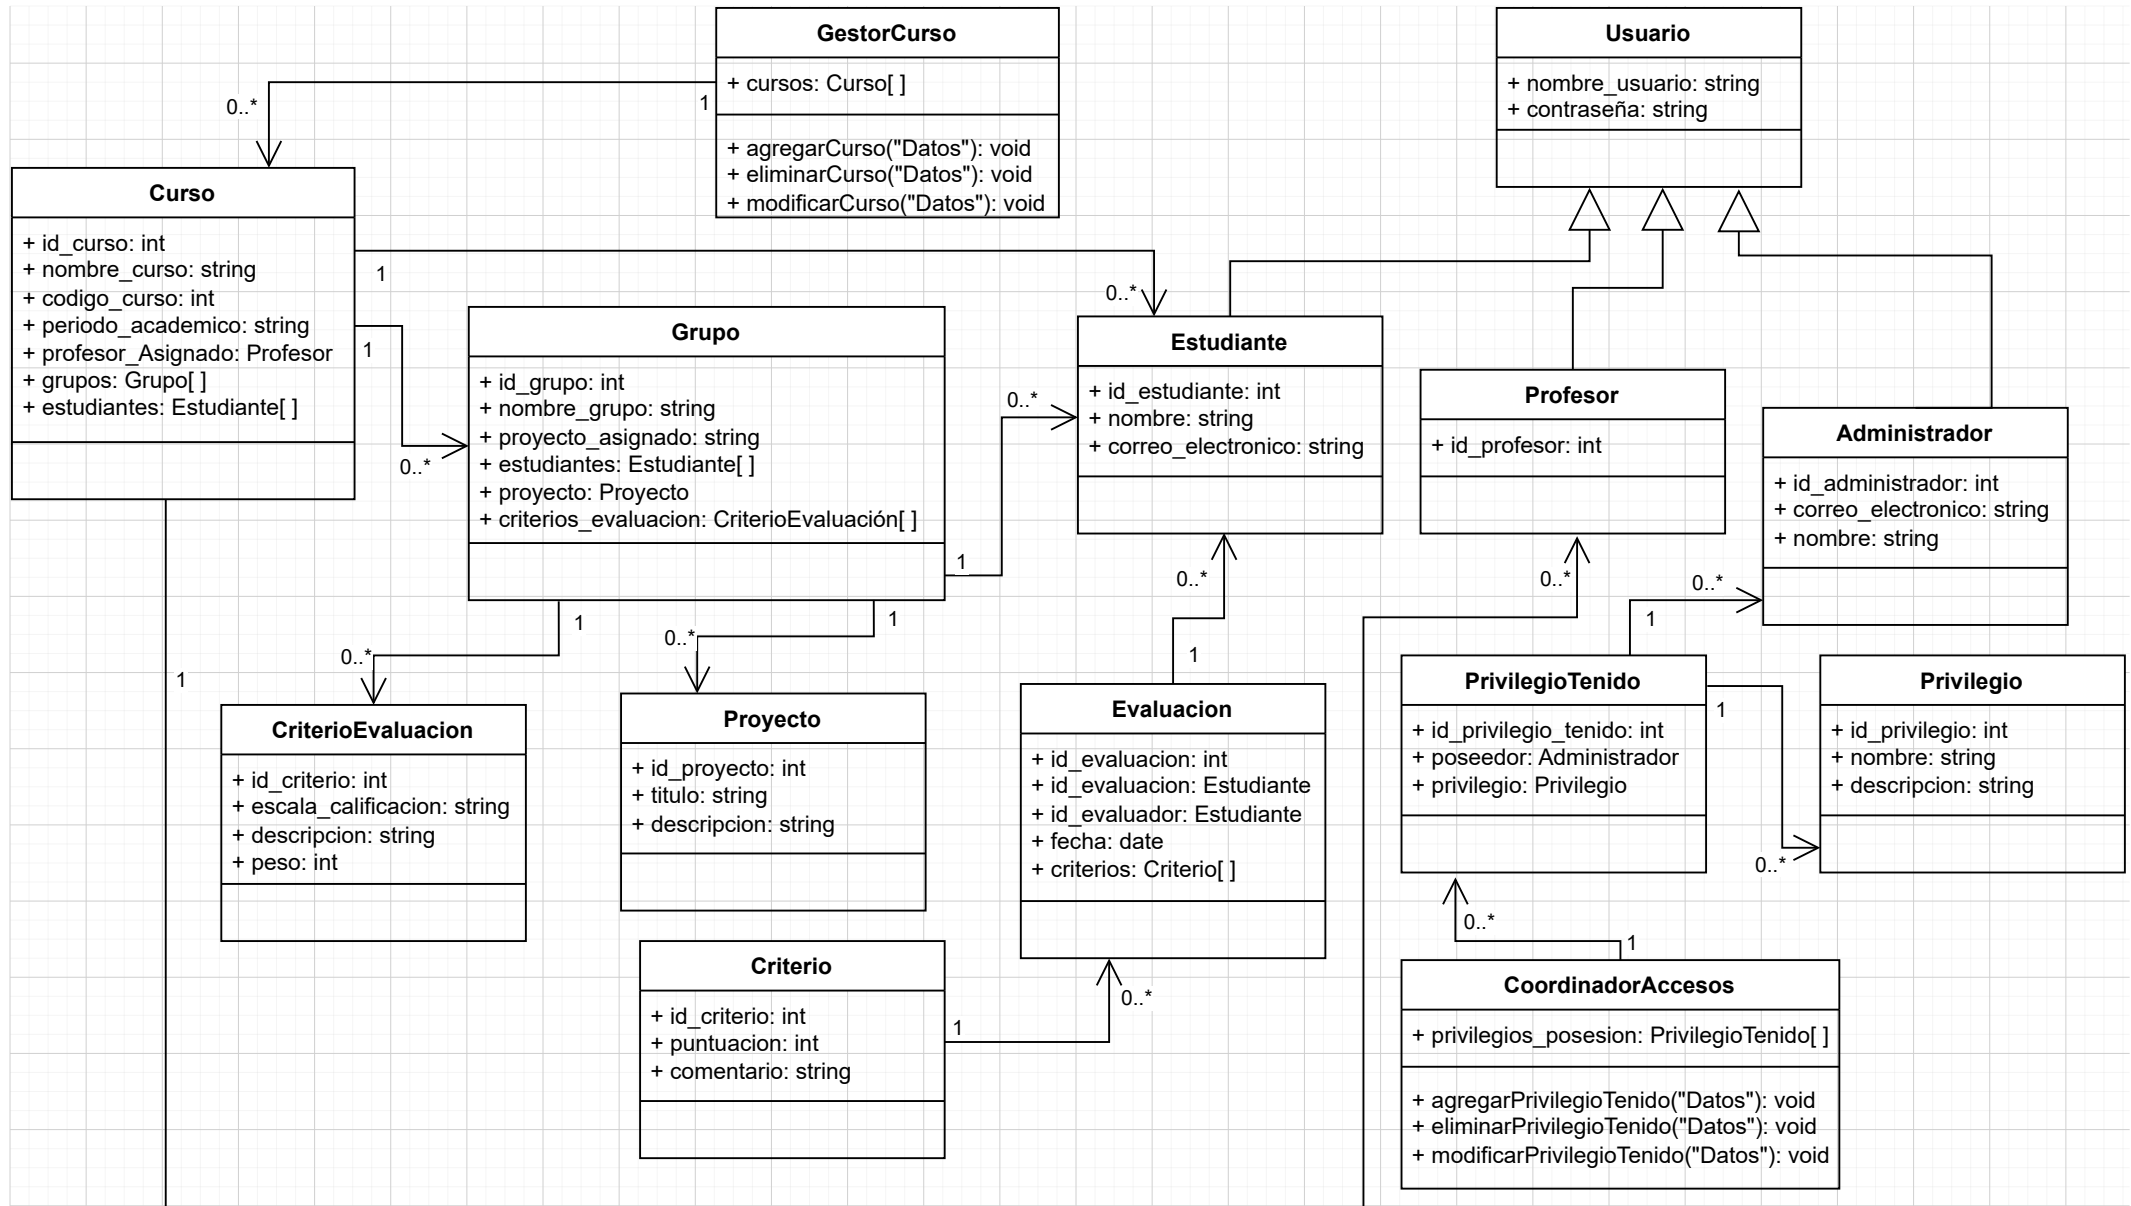 GestorCurso
+ cursos: Curso[ ]
+ agregarCurso("Datos"): void
+ eliminarCurso("Datos"): void
+ modificarCurso("Datos"): void
1
0..*
Usuario
+ nombre_usuario: string
+ contraseña: string
Curso
+ id_curso: int
+ nombre_curso: string
+ codigo_curso: int
+ periodo_academico: string
+ profesor_Asignado: Profesor
+ grupos: Grupo[ ]
+ estudiantes: Estudiante[ ]
1
0..*
1
0..*
1
Grupo
+ id_grupo: int
+ nombre_grupo: string
+ proyecto_asignado: string
+ estudiantes: Estudiante[ ]
+ proyecto: Proyecto
+ criterios_evaluacion: CriterioEvaluación[ ]
1
0..*
1
0..*
1
0..*
Estudiante
+ id_estudiante: int
+ nombre: string
+ correo_electronico: string
Profesor
+ id_profesor: int
0..*
Administrador
+ id_administrador: int
+ correo_electronico: string
+ nombre: string
CriterioEvaluacion
+ id_criterio: int
+ escala_calificacion: string
+ descripcion: string
+ peso: int
Proyecto
+ id_proyecto: int
+ titulo: string
+ descripcion: string
0..*
1
Evaluacion
+ id_evaluacion: int
+ id_evaluacion: Estudiante
+ id_evaluador: Estudiante
+ fecha: date
+ criterios: Criterio[ ]
0..*
1
PrivilegioTenido
+ id_privilegio_tenido: int
+ poseedor: Administrador
+ privilegio: Privilegio
1
0..*
Privilegio
+ id_privilegio: int
+ nombre: string
+ descripcion: string
Criterio
+ id_criterio: int
+ puntuacion: int
+ comentario: string
1
0..*
0..*
1
CoordinadorAccesos
+ privilegios_posesion: PrivilegioTenido[ ]
+ agregarPrivilegioTenido("Datos"): void
+ eliminarPrivilegioTenido("Datos"): void
+ modificarPrivilegioTenido("Datos"): void